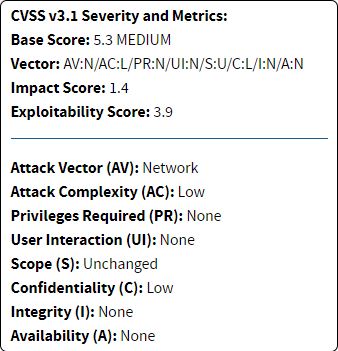 CVSS v3.1 Severity and Metrics:
Base Score: 5.3 MEDIUM
Vector: AV:N/AC:L/PR:N/UI:N/S:U/C:L/I:N/A:N
Impact Score: 1.4
Exploitability Score: 3.9
Attack Vector (AV): Network
Attack Complexity (AC): Low
Privileges Required (PR): None
User Interaction (UI): None
Scope (S): Unchanged
Confidentiality (C): Low
Integrity (I): None
Availability (A): None